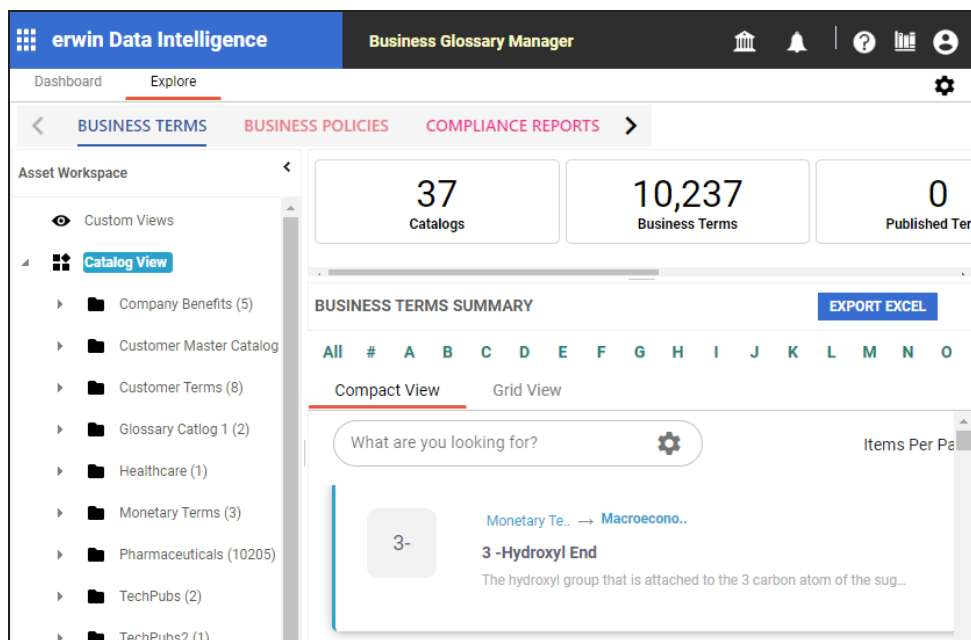 erwin Data Intelligence
Business Glossary Manager
Dashboard
Explore
BUSINESS TERMS
BUSINESS POLICIES
COMPLIANCE REPORTS
Asset Workspace
Custom Views
Catalog View
Company Benefits (5)
Customer Master Catalog
Customer Terms (8)
Glossary Catlog 1 (2)
Healthcare (1)
Monetary Terms (3)
Pharmaceuticals (10205)
TechPubs (2)
TechPubs2 (1)
37
Catalogs
10,237
Business Terms
0
Published Ter
BUSINESS TERMS SUMMARY
EXPORT EXCEL
All # A B C D E F G H I J K L M N O
Compact View
Grid View
What are you looking for?
Items Per Pa
3-
Monetary Te.. → Macroecono..
3 -Hydroxyl End
The hydroxyl group that is attached to the 3 carbon atom of the sug...